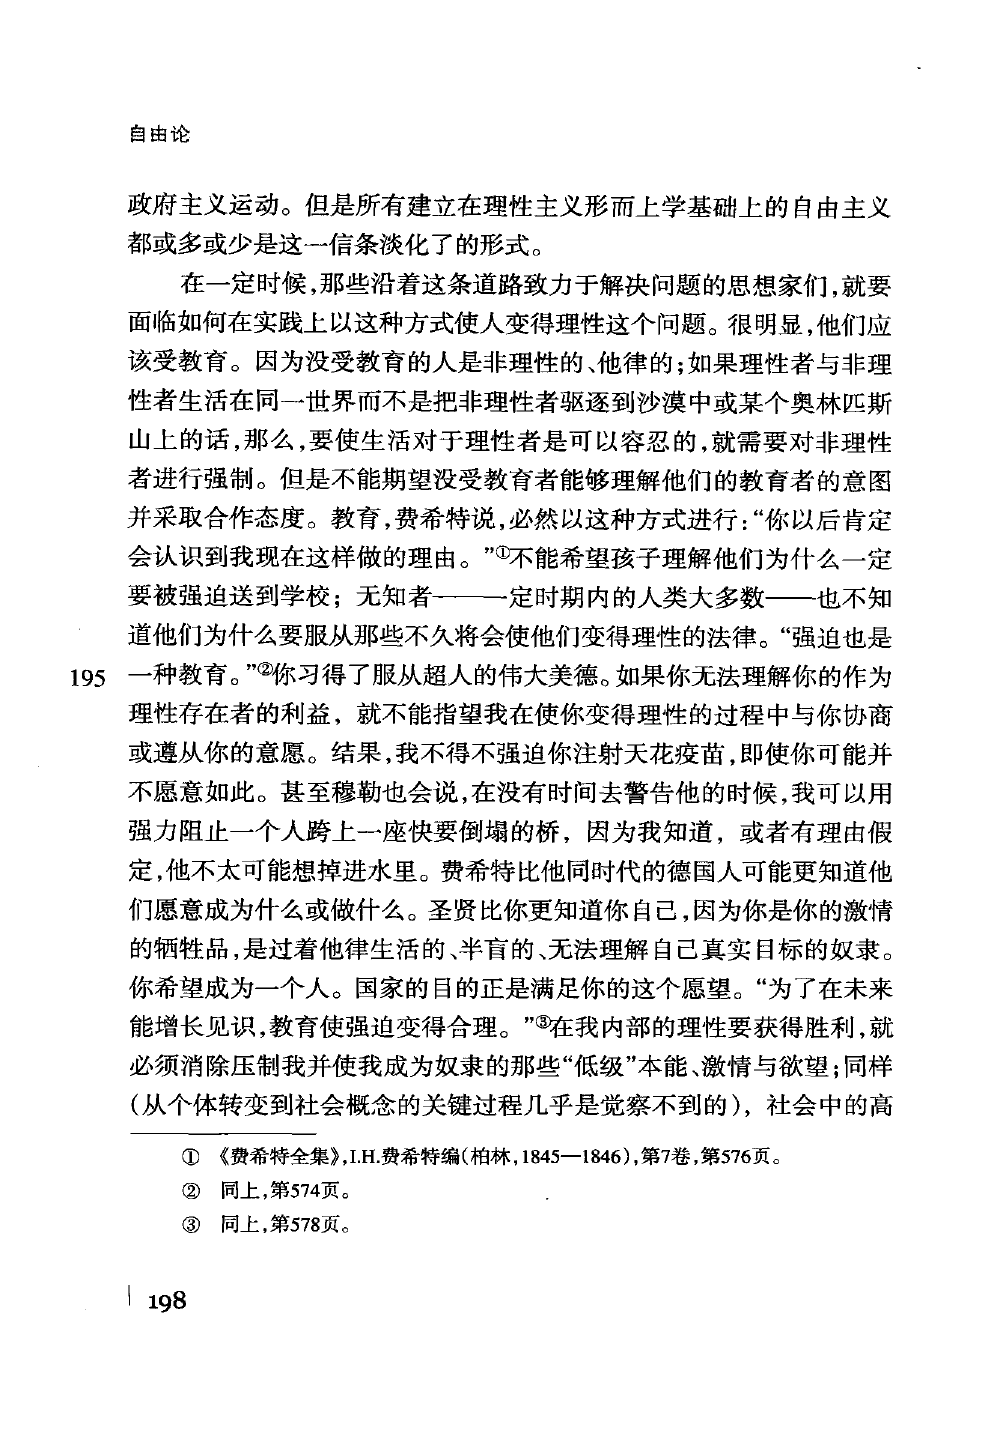 自由论
政府主义运动。但是所有建立在理性主义形而上学基础上的自由主义
都或多或少是这一信条淡化了的形式。
在一定时候,那些沿着这条道路致力于解决问题的思想家们,就要
面临如何在实践上以这种方式使人变得理性这个问题。很明显,他们应
该受教育。因为没受教育的人是非理性的、他律的;如果理性者与非理
性者生活在同一世界而不是把非理性者驱逐到沙漠中或某个奥林匹斯
山上的话,那么,要使生活对于理性者是可以容忍的,就需要对非理性
者进行强制。但是不能期望没受教育者能够理解他们的教育者的意图
并采取合作态度。教育,费希特说,必然以这种方式进行:“你以后肯定
会认识到我现在这样做的理由。”①不能希望孩子理解他们为什么一定
要被强迫送到学校;无知者———一定时期内的人类大多数——也不知
道他们为什么要服从那些不久将会使他们变得理性的法律。“强迫也是
195 一种教育。”②你习得了服从超人的伟大美德。如果你无法理解你的作为
理性存在者的利益,就不能指望我在使你变得理性的过程中与你协商
或遵从你的意愿。结果,我不得不强迫你注射天花疫苗,即使你可能并
不愿意如此。甚至穆勒也会说,在没有时间去警告他的时候,我可以用
强力阻止一个人跨上一座快要倒塌的桥,因为我知道,或者有理由假
定,他不太可能想掉进水里。费希特比他同时代的德国人可能更知道他
们愿意成为什么或做什么。圣贤比你更知道你自己,因为你是你的激情
的牺牲品,是过着他律生活的、半盲的、无法理解自己真实目标的奴隶。
你希望成为一个人。国家的目的正是满足你的这个愿望。“为了在未来
能增长见识,教育使强迫变得合理。”③在我内部的理性要获得胜利,就
必须消除压制我并使我成为奴隶的那些“低级”本能、激情与欲望;同样
(从个体转变到社会概念的关键过程几乎是觉察不到的),社会中的高
① 《费希特全集》,I.H.费希特编(柏林,1845—1846),第7卷,第576页。
② 同上,第574页。
③ 同上,第578页。
198